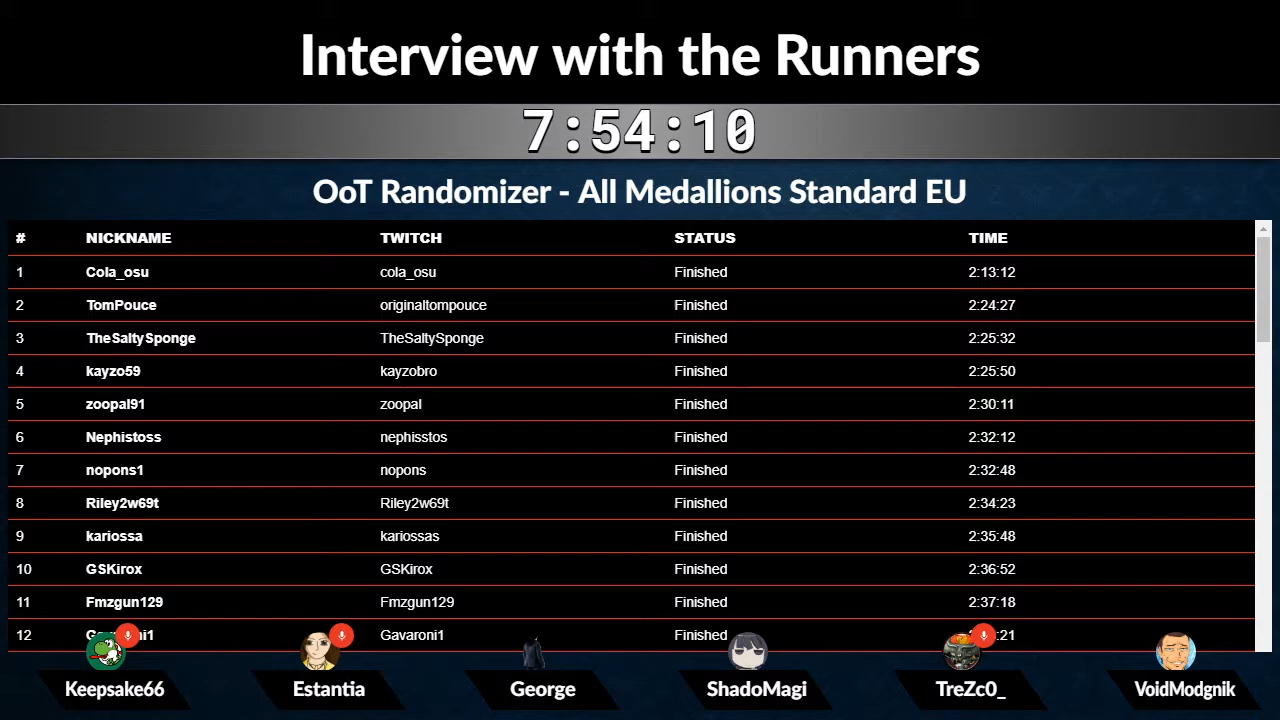 Interview with the Runners
7:54:10
OoT Randomizer - All Medallions Standard EU
# NICKNAME TWITCH STATUS TIME
1 Cola_osu cola_osu Finished 2:13:12
2 TomPouce originaltompouce Finished 2:24:27
3 TheSaltySponge TheSaltySponge Finished 2:25:32
4 kayzo59 kayzobro Finished 2:25:50
5 zoopal91 zoopal Finished 2:30:11
6 Nephistoss nephisstos Finished 2:32:12
7 nopons1 nopons Finished 2:32:48
8 Riley2w69t Riley2w69t Finished 2:34:23
9 kariossa kariossas Finished 2:35:48
10 GSKirox GSKirox Finished 2:36:52
11 Fmzgun129 Fmzgun129 Finished 2:37:18
12 Gavaroni1 Finished
Keepsake66 Estantia George ShadoMagi TreZc0_ VoidModgnik